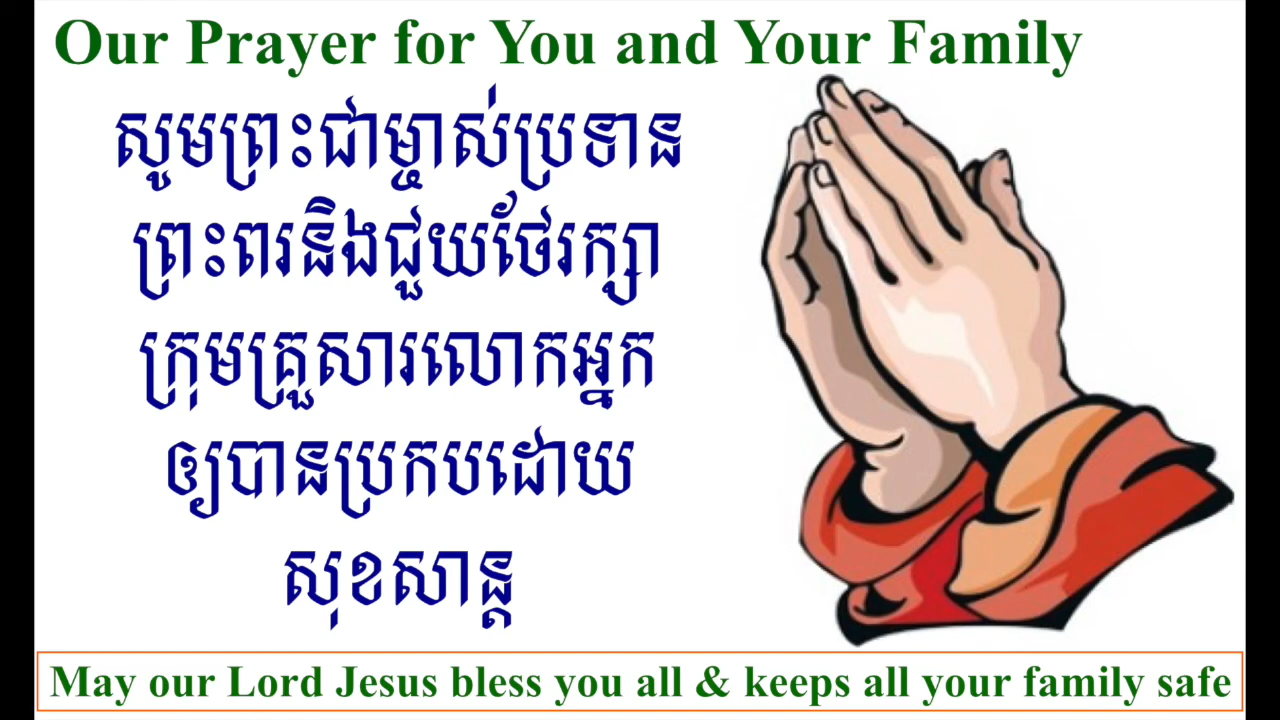 Our Prayer for You and Your Family
សូមព្រះជាម្ចាស់ប្រទាន
ព្រះពរនិងជួយថែរក្សា
ក្រុមគ្រួសារលោកអ្នក
ឲ្យបានប្រកបដោយ
សុខសាន្ត
May our Lord Jesus bless you all & keeps all your family safe